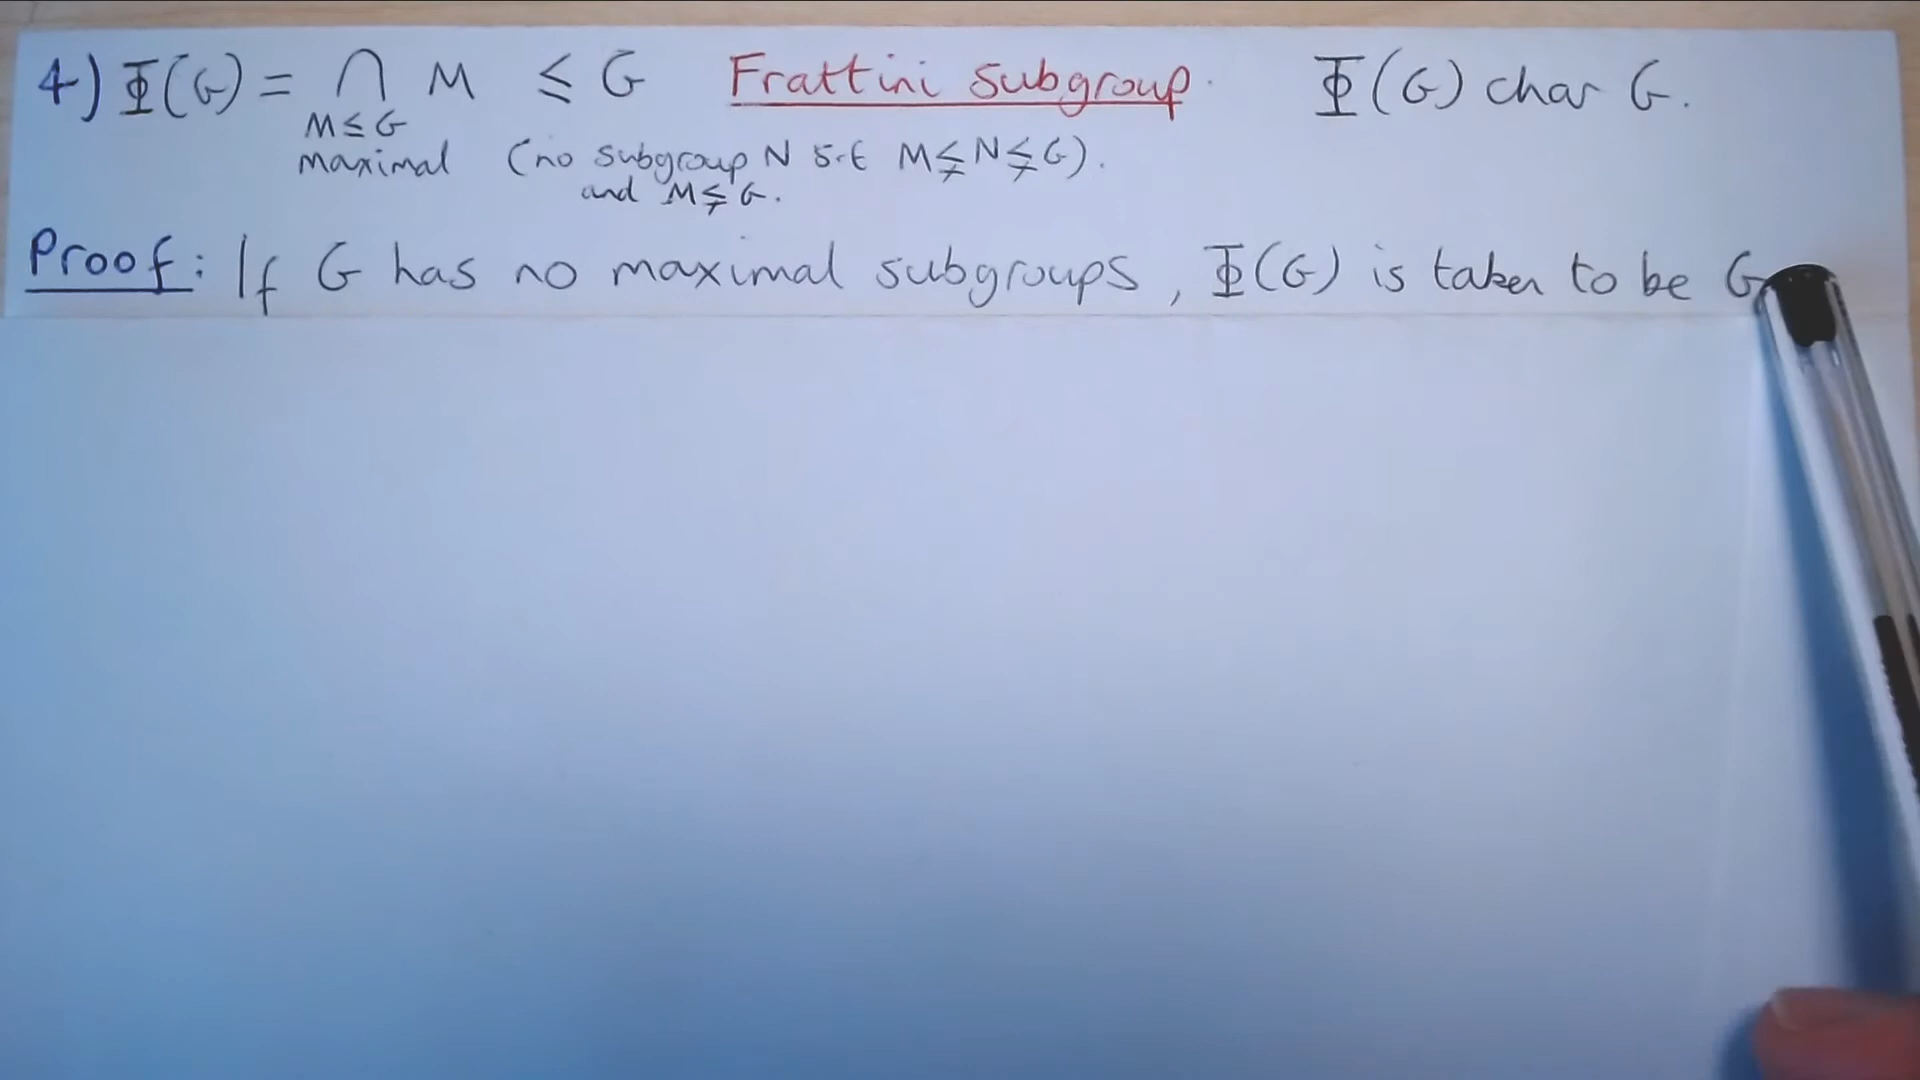 4) Φ(G) = ∩ M ≤ G Frattini Subgroup. Φ(G) char G.
M≤G
maximal (no subgroup N s.t M≨N≨G).
and M≨G.
Proof: If G has no maximal subgroups, Φ(G) is taken to be G